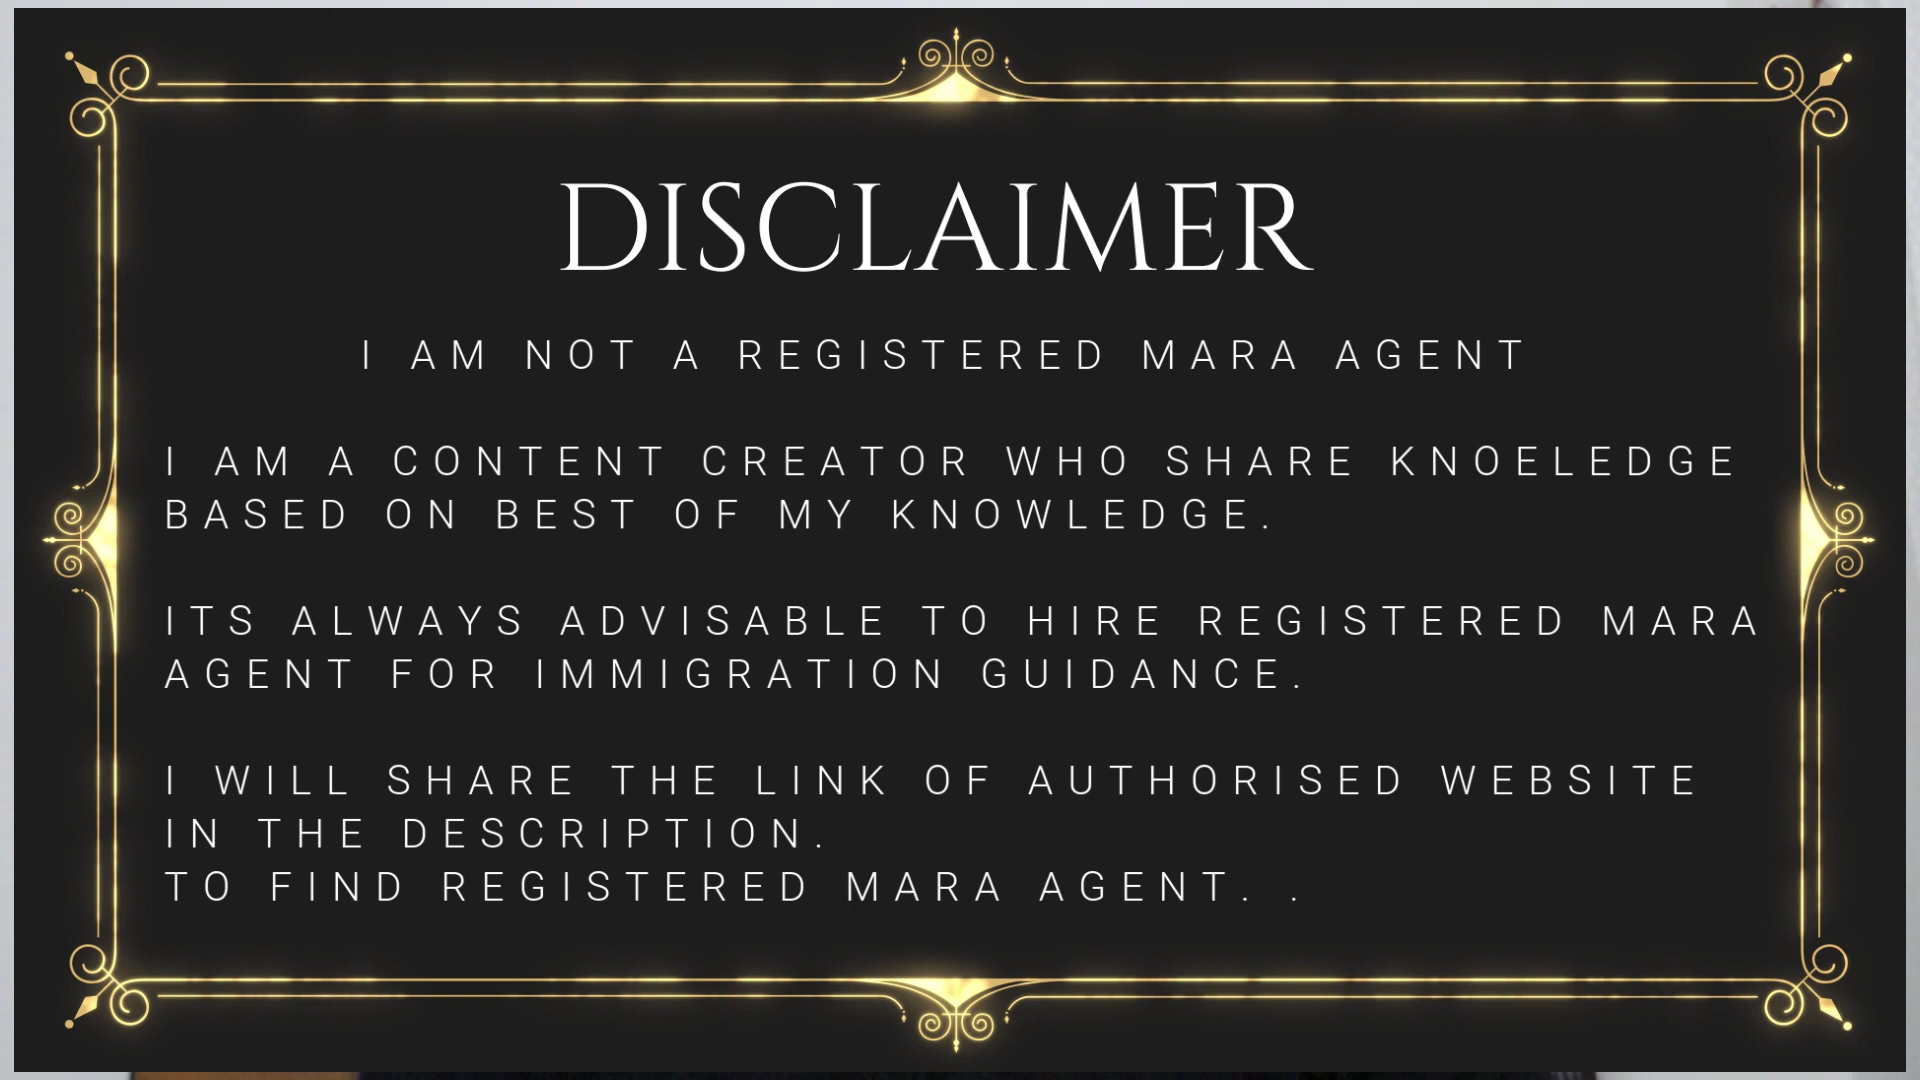 DISCLAIMER
I AM NOT A REGISTERED MARA AGENT
I AM A CONTENT CREATOR WHO SHARE KNOELEDGE
BASED ON BEST OF MY KNOWLEDGE.
ITS ALWAYS ADVISABLE TO HIRE REGISTERED MARA
AGENT FOR IMMIGRATION GUIDANCE.
I WILL SHARE THE LINK OF AUTHORISED WEBSITE
IN THE DESCRIPTION.
TO FIND REGISTERED MARA AGENT. .